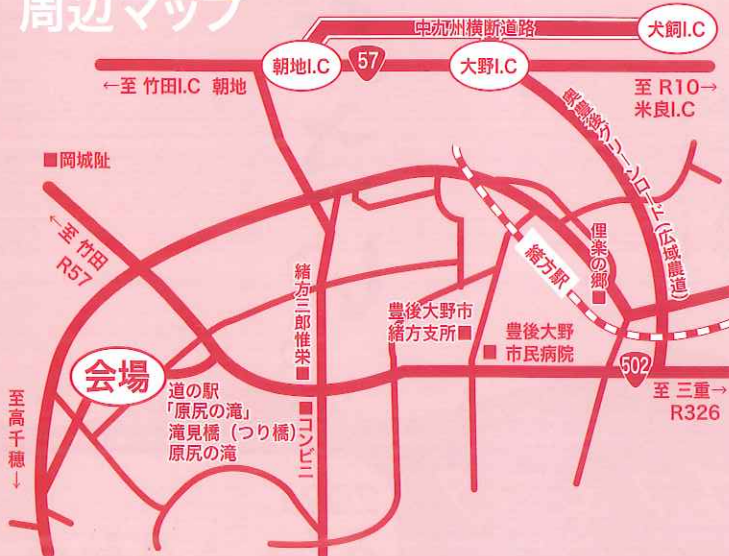 周辺マップ
中九州横断道路
犬飼I.C
朝地I.C
57
大野I.C
←至 竹田I.C 朝地
至 R10→
米良I.C
奥豊後グリーンロード(広域農道)
■岡城阯
←至 竹田
R57
緒方三郎惟栄■
俚楽の郷■
緒方駅
豊後大野市
緒方支所■
豊後大野
■ 市民病院
502
会場
道の駅
「原尻の滝」
滝見橋（つり橋）
原尻の滝
■コンビニ
至 三重→
R326
至高千穂↓